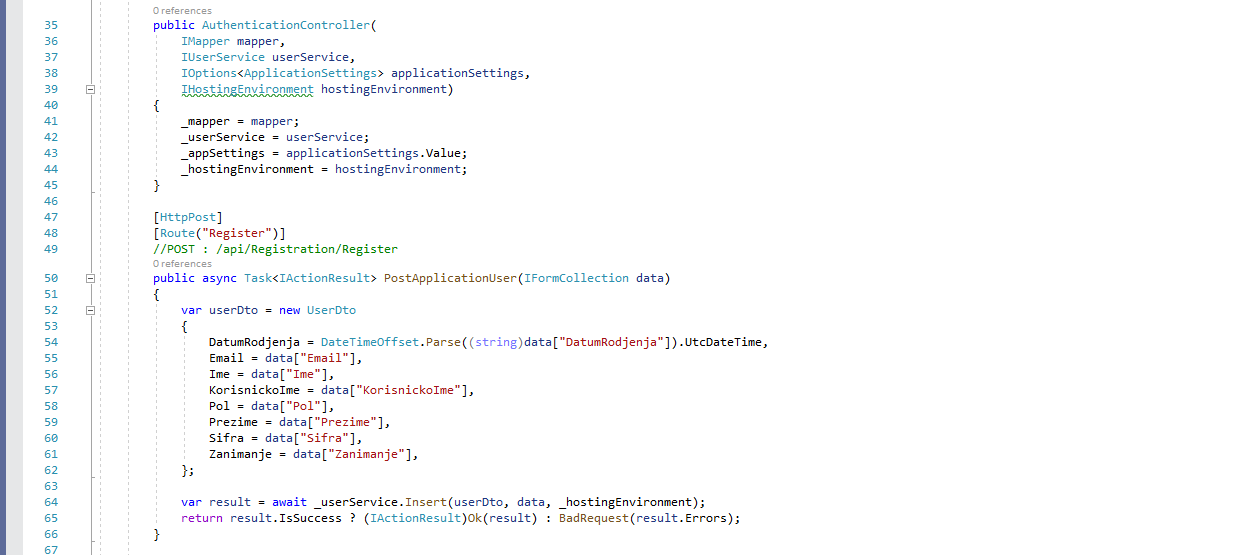 0 references
35 public AuthenticationController(
36 IMapper mapper,
37 IUserService userService,
38 IOptions<ApplicationSettings> applicationSettings,
39 IHostingEnvironment hostingEnvironment)
40 {
41 _mapper = mapper;
42 _userService = userService;
43 _appSettings = applicationSettings.Value;
44 _hostingEnvironment = hostingEnvironment;
45 }
46
47 [HttpPost]
48 [Route("Register")]
49 //POST : /api/Registration/Register
0 references
50 public async Task<IActionResult> PostApplicationUser(IFormCollection data)
51 {
52 var userDto = new UserDto
53 {
54 DatumRodjenja = DateTimeOffset.Parse((string)data["DatumRodjenja"]).UtcDateTime,
55 Email = data["Email"],
56 Ime = data["Ime"],
57 KorisnickoIme = data["KorisnickoIme"],
58 Pol = data["Pol"],
59 Prezime = data["Prezime"],
60 Sifra = data["Sifra"],
61 Zanimanje = data["Zanimanje"],
62 };
63
64 var result = await _userService.Insert(userDto, data, _hostingEnvironment);
65 return result.IsSuccess ? (IActionResult)Ok(result) : BadRequest(result.Errors);
66 }
67